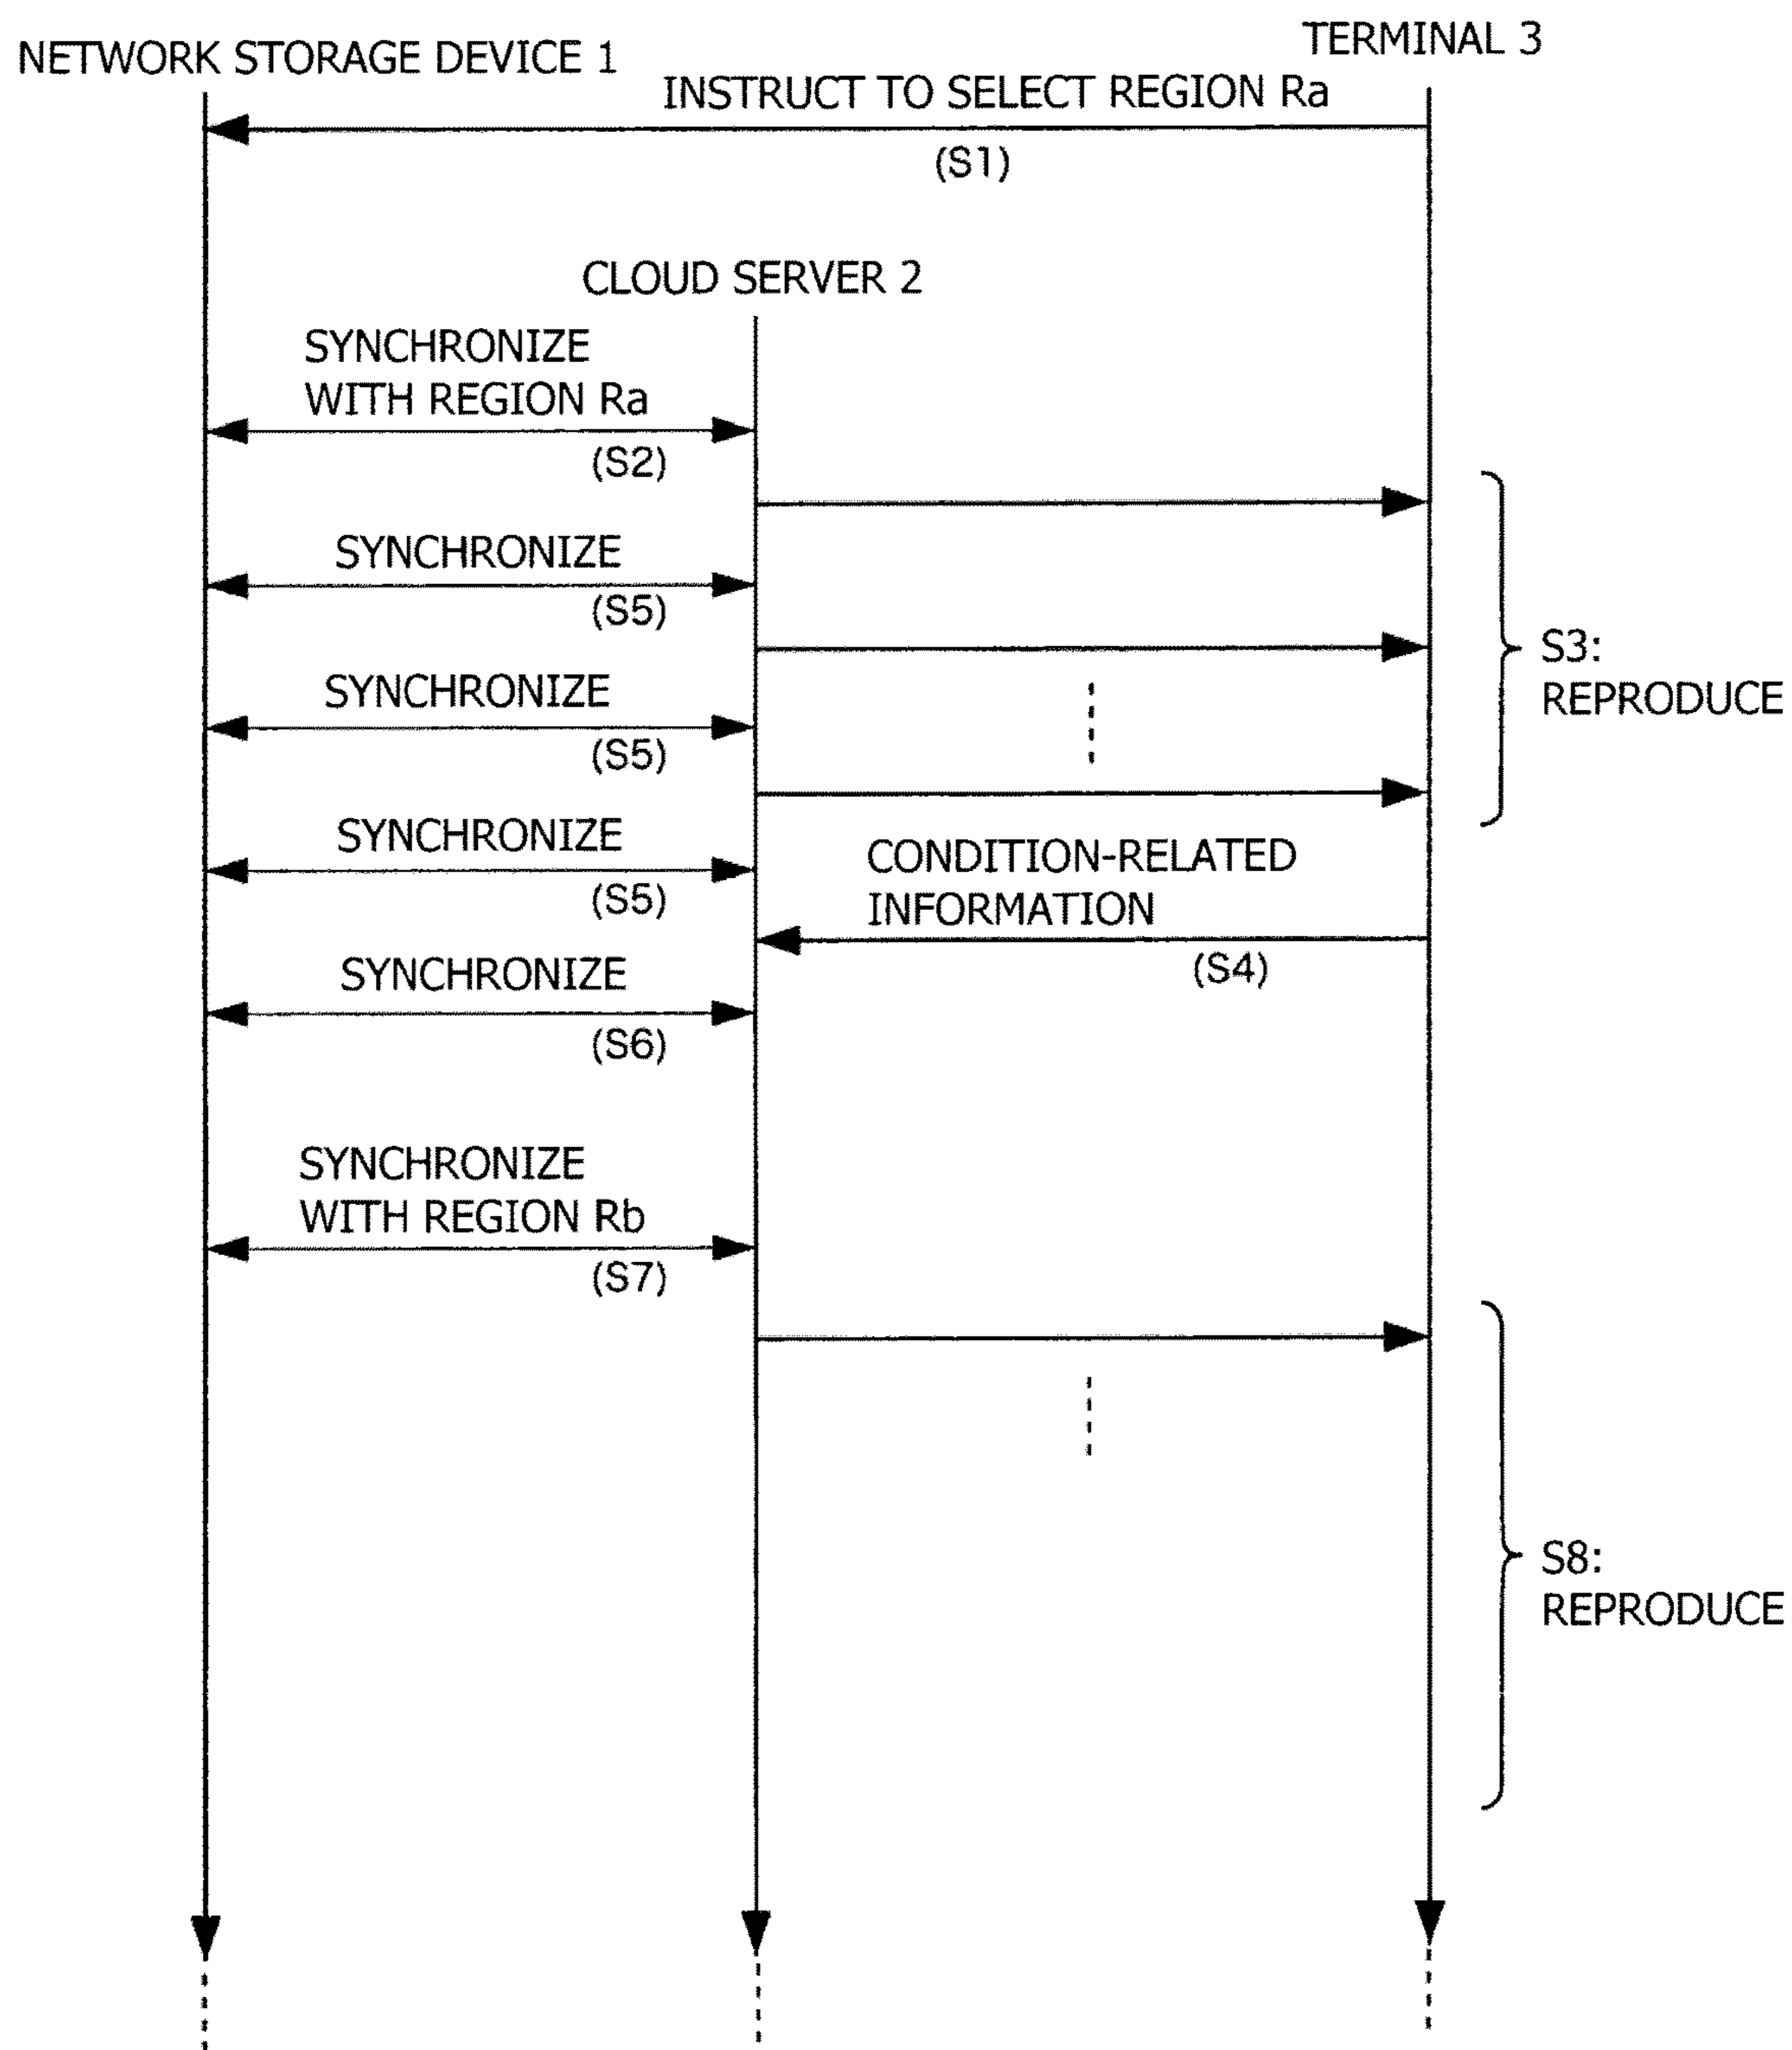 TERMINAL 3
NETWORK STORAGE DEVICE 1
INSTRUCT TO SELECT REGION Ra
(S1)
CLOUD SERVER 2
SYNCHRONIZE
WITH REGION Ra
(S2)
SYNCHRONIZE
(S5)
S3:
REPRODUCE
SYNCHRONIZE
(S5)
SYNCHRONIZE
(S5)
CONDITION-RELATED
INFORMATION
(S4)
SYNCHRONIZE
(S6)
SYNCHRONIZE
WITH REGION Rb
(S7)
S8:
REPRODUCE